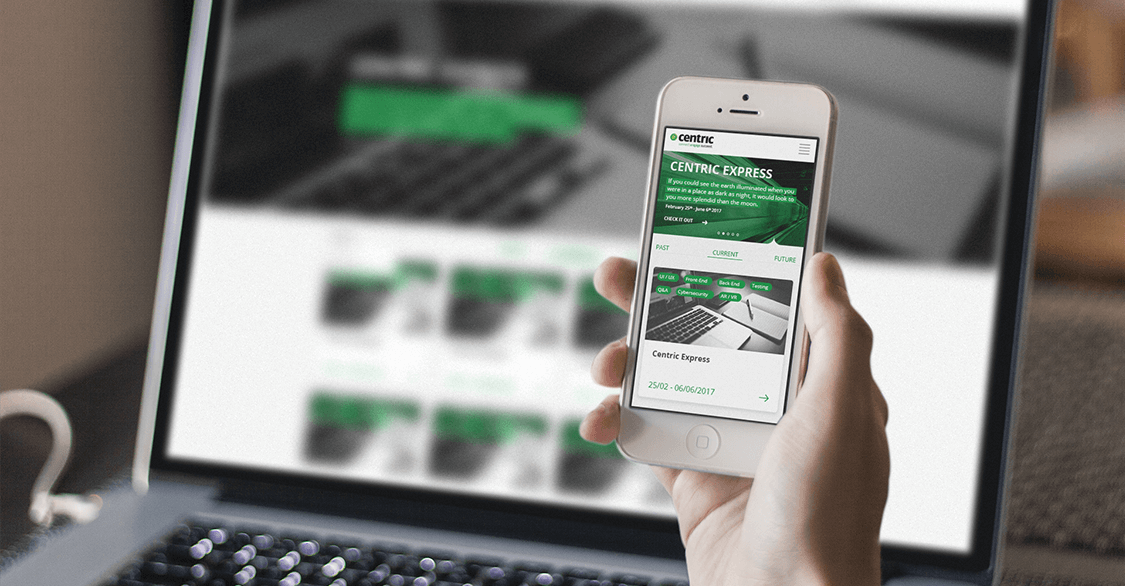 centric
CENTRIC EXPRESS
If you could see the earth illuminated when you
were in a place as dark as night, it would look to
you more splendid than the moon.
February 25th - June 6th 2017
CHECK IT OUT
PAST CURRENT FUTURE
UI / UX Front-End Back-End Testing
Q&A Cybersecurity AR / VR
Centric Express
25/02 - 06/06/2017